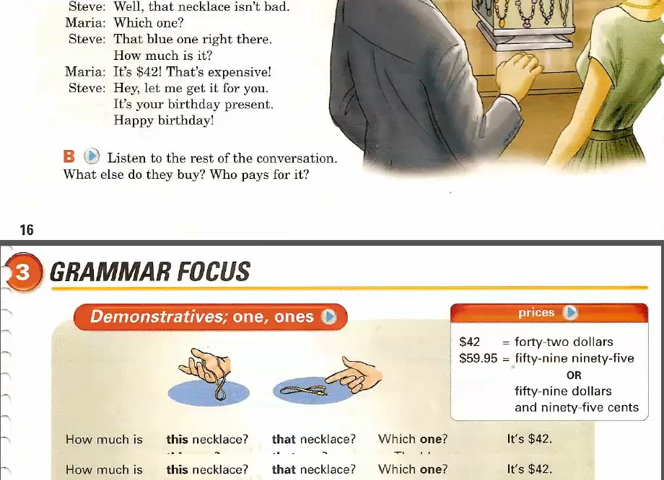 Steve: Well, that necklace isn't bad.
Maria: Which one?
Steve: That blue one right there.
How much is it?
Maria: It's $42! That's expensive!
Steve: Hey, let me get it for you.
It's your birthday present.
Happy birthday!
B Listen to the rest of the conversation.
What else do they buy? Who pays for it?
16
3 GRAMMAR FOCUS
Demonstratives; one, ones
prices
$42 = forty-two dollars
$59.95 = fifty-nine ninety-five
OR
fifty-nine dollars
and ninety-five cents
How much is this necklace? that necklace? Which one? It's $42.
How much is this necklace? that necklace? Which one? It's $42.